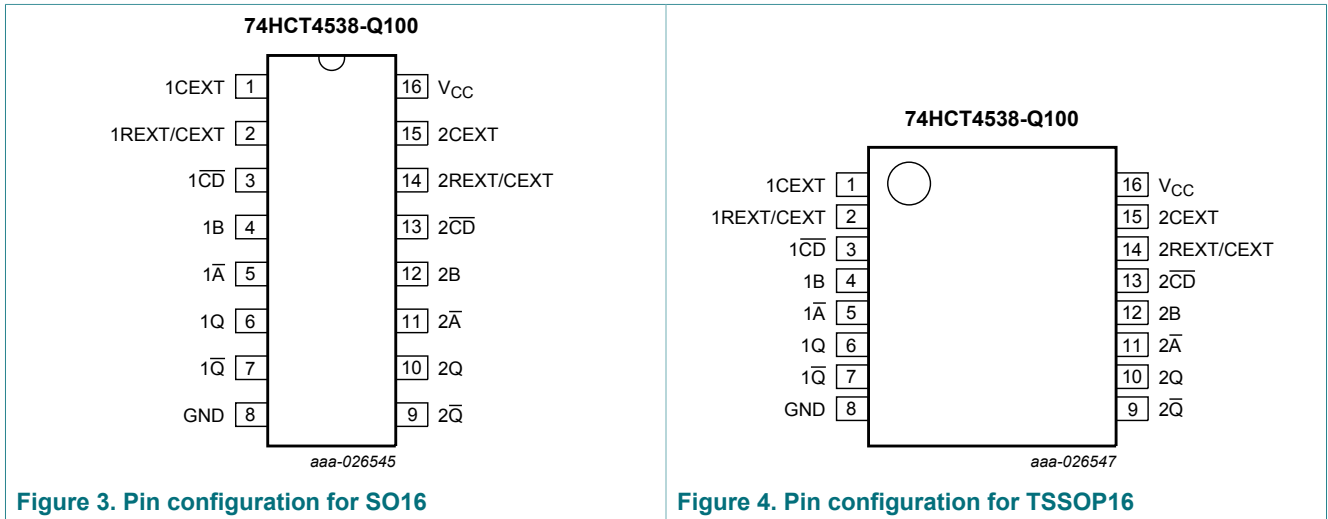 74HCT4538-Q100
1CEXT 1 16 VCC
1REXT/CEXT 2 15 2CEXT
1C̅D̅ 3 14 2REXT/CEXT
1B 4 13 2C̅D̅
1A̅ 5 12 2B
1Q 6 11 2A̅
1Q̅ 7 10 2Q
GND 8 9 2Q̅
aaa-026545
Figure 3. Pin configuration for SO16
74HCT4538-Q100
1CEXT 1 16 VCC
1REXT/CEXT 2 15 2CEXT
1C̅D̅ 3 14 2REXT/CEXT
1B 4 13 2C̅D̅
1A̅ 5 12 2B
1Q 6 11 2A̅
1Q̅ 7 10 2Q
GND 8 9 2Q̅
aaa-026547
Figure 4. Pin configuration for TSSOP16